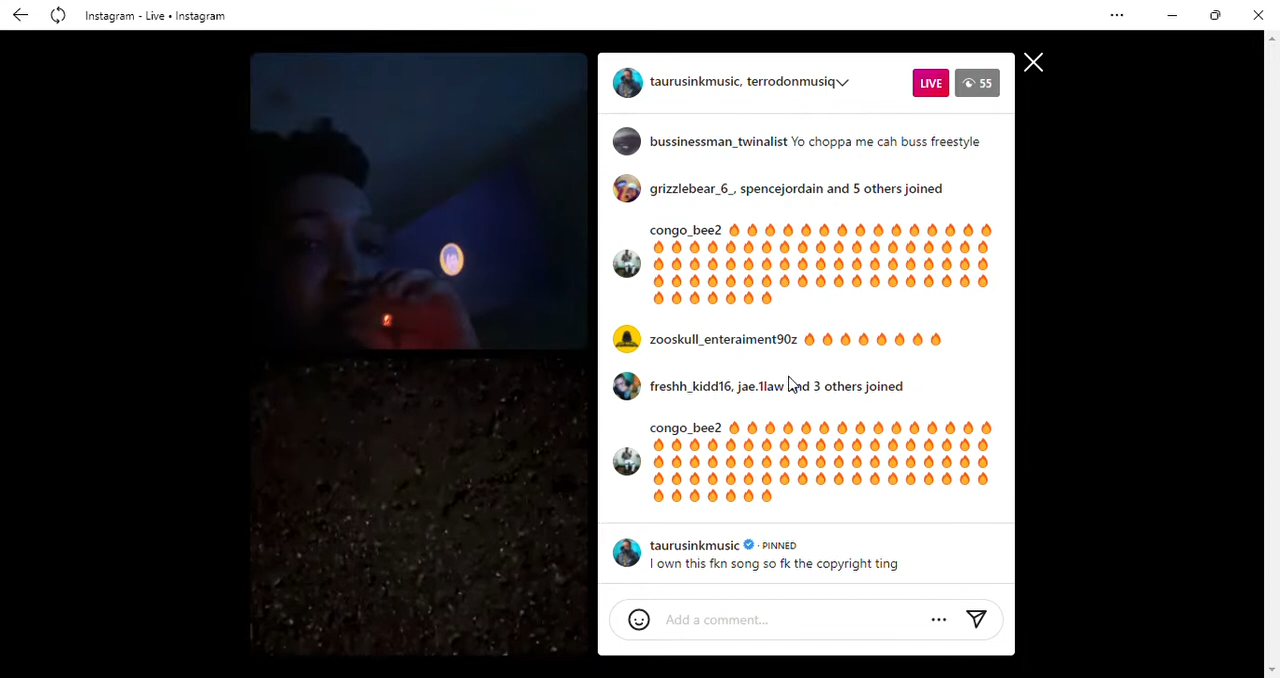 Instagram - Live • Instagram
taurusinkmusic, terrodonmusiq
LIVE
55
bussinessman_twinalist Yo choppa me cah buss freestyle
grizzlebear_6_, spencejordain and 5 others joined
congo_bee2
zooskull_enteraiment90z
freshh_kidd16, jae.1law and 3 others joined
congo_bee2
taurusinkmusic · PINNED
I own this fkn song so fk the copyright ting
Add a comment...